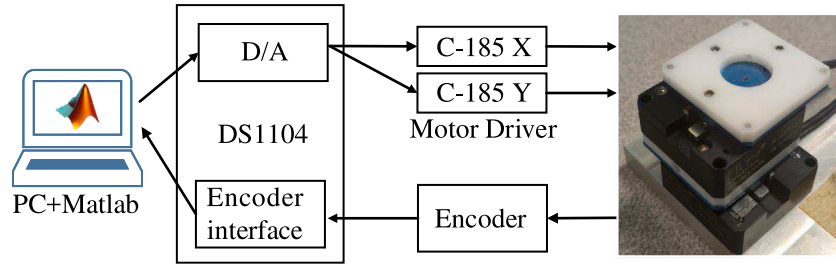 D/A
C-185 X
C-185 Y
Motor Driver
DS1104
PC+Matlab
Encoder
interface
Encoder